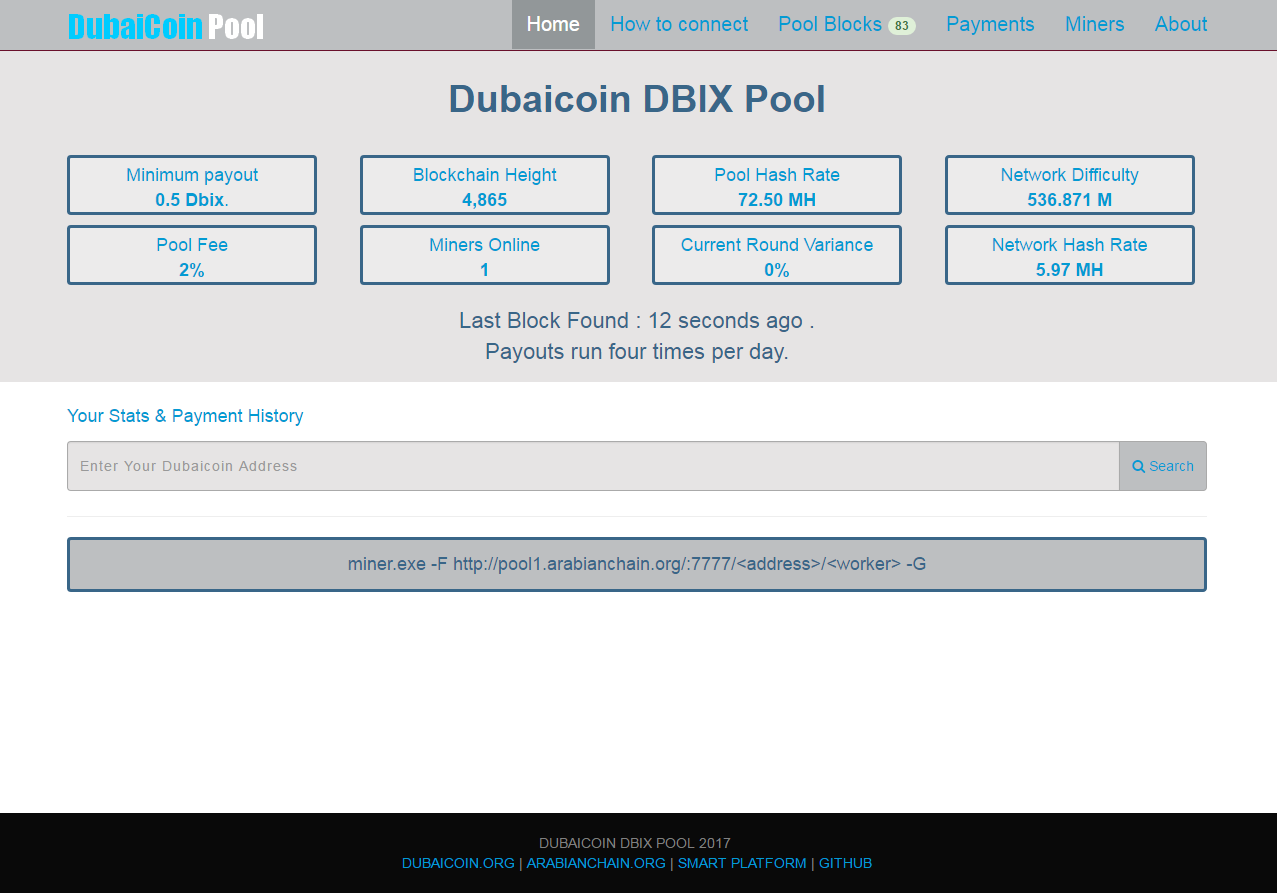 DubaiCoin Pool Home How to connect Pool Blocks 83 Payments Miners About
Dubaicoin DBIX Pool
Minimum payout
0.5 Dbix.
Blockchain Height
4,865
Pool Hash Rate
72.50 MH
Network Difficulty
536.871 M
Pool Fee
2%
Miners Online
1
Current Round Variance
0%
Network Hash Rate
5.97 MH
Last Block Found : 12 seconds ago .
Payouts run four times per day.
Your Stats & Payment History
Enter Your Dubaicoin Address Search
miner.exe -F http://pool1.arabianchain.org/:7777/<address>/<worker> -G
DUBAICOIN DBIX POOL 2017
DUBAICOIN.ORG | ARABIANCHAIN.ORG | SMART PLATFORM | GITHUB